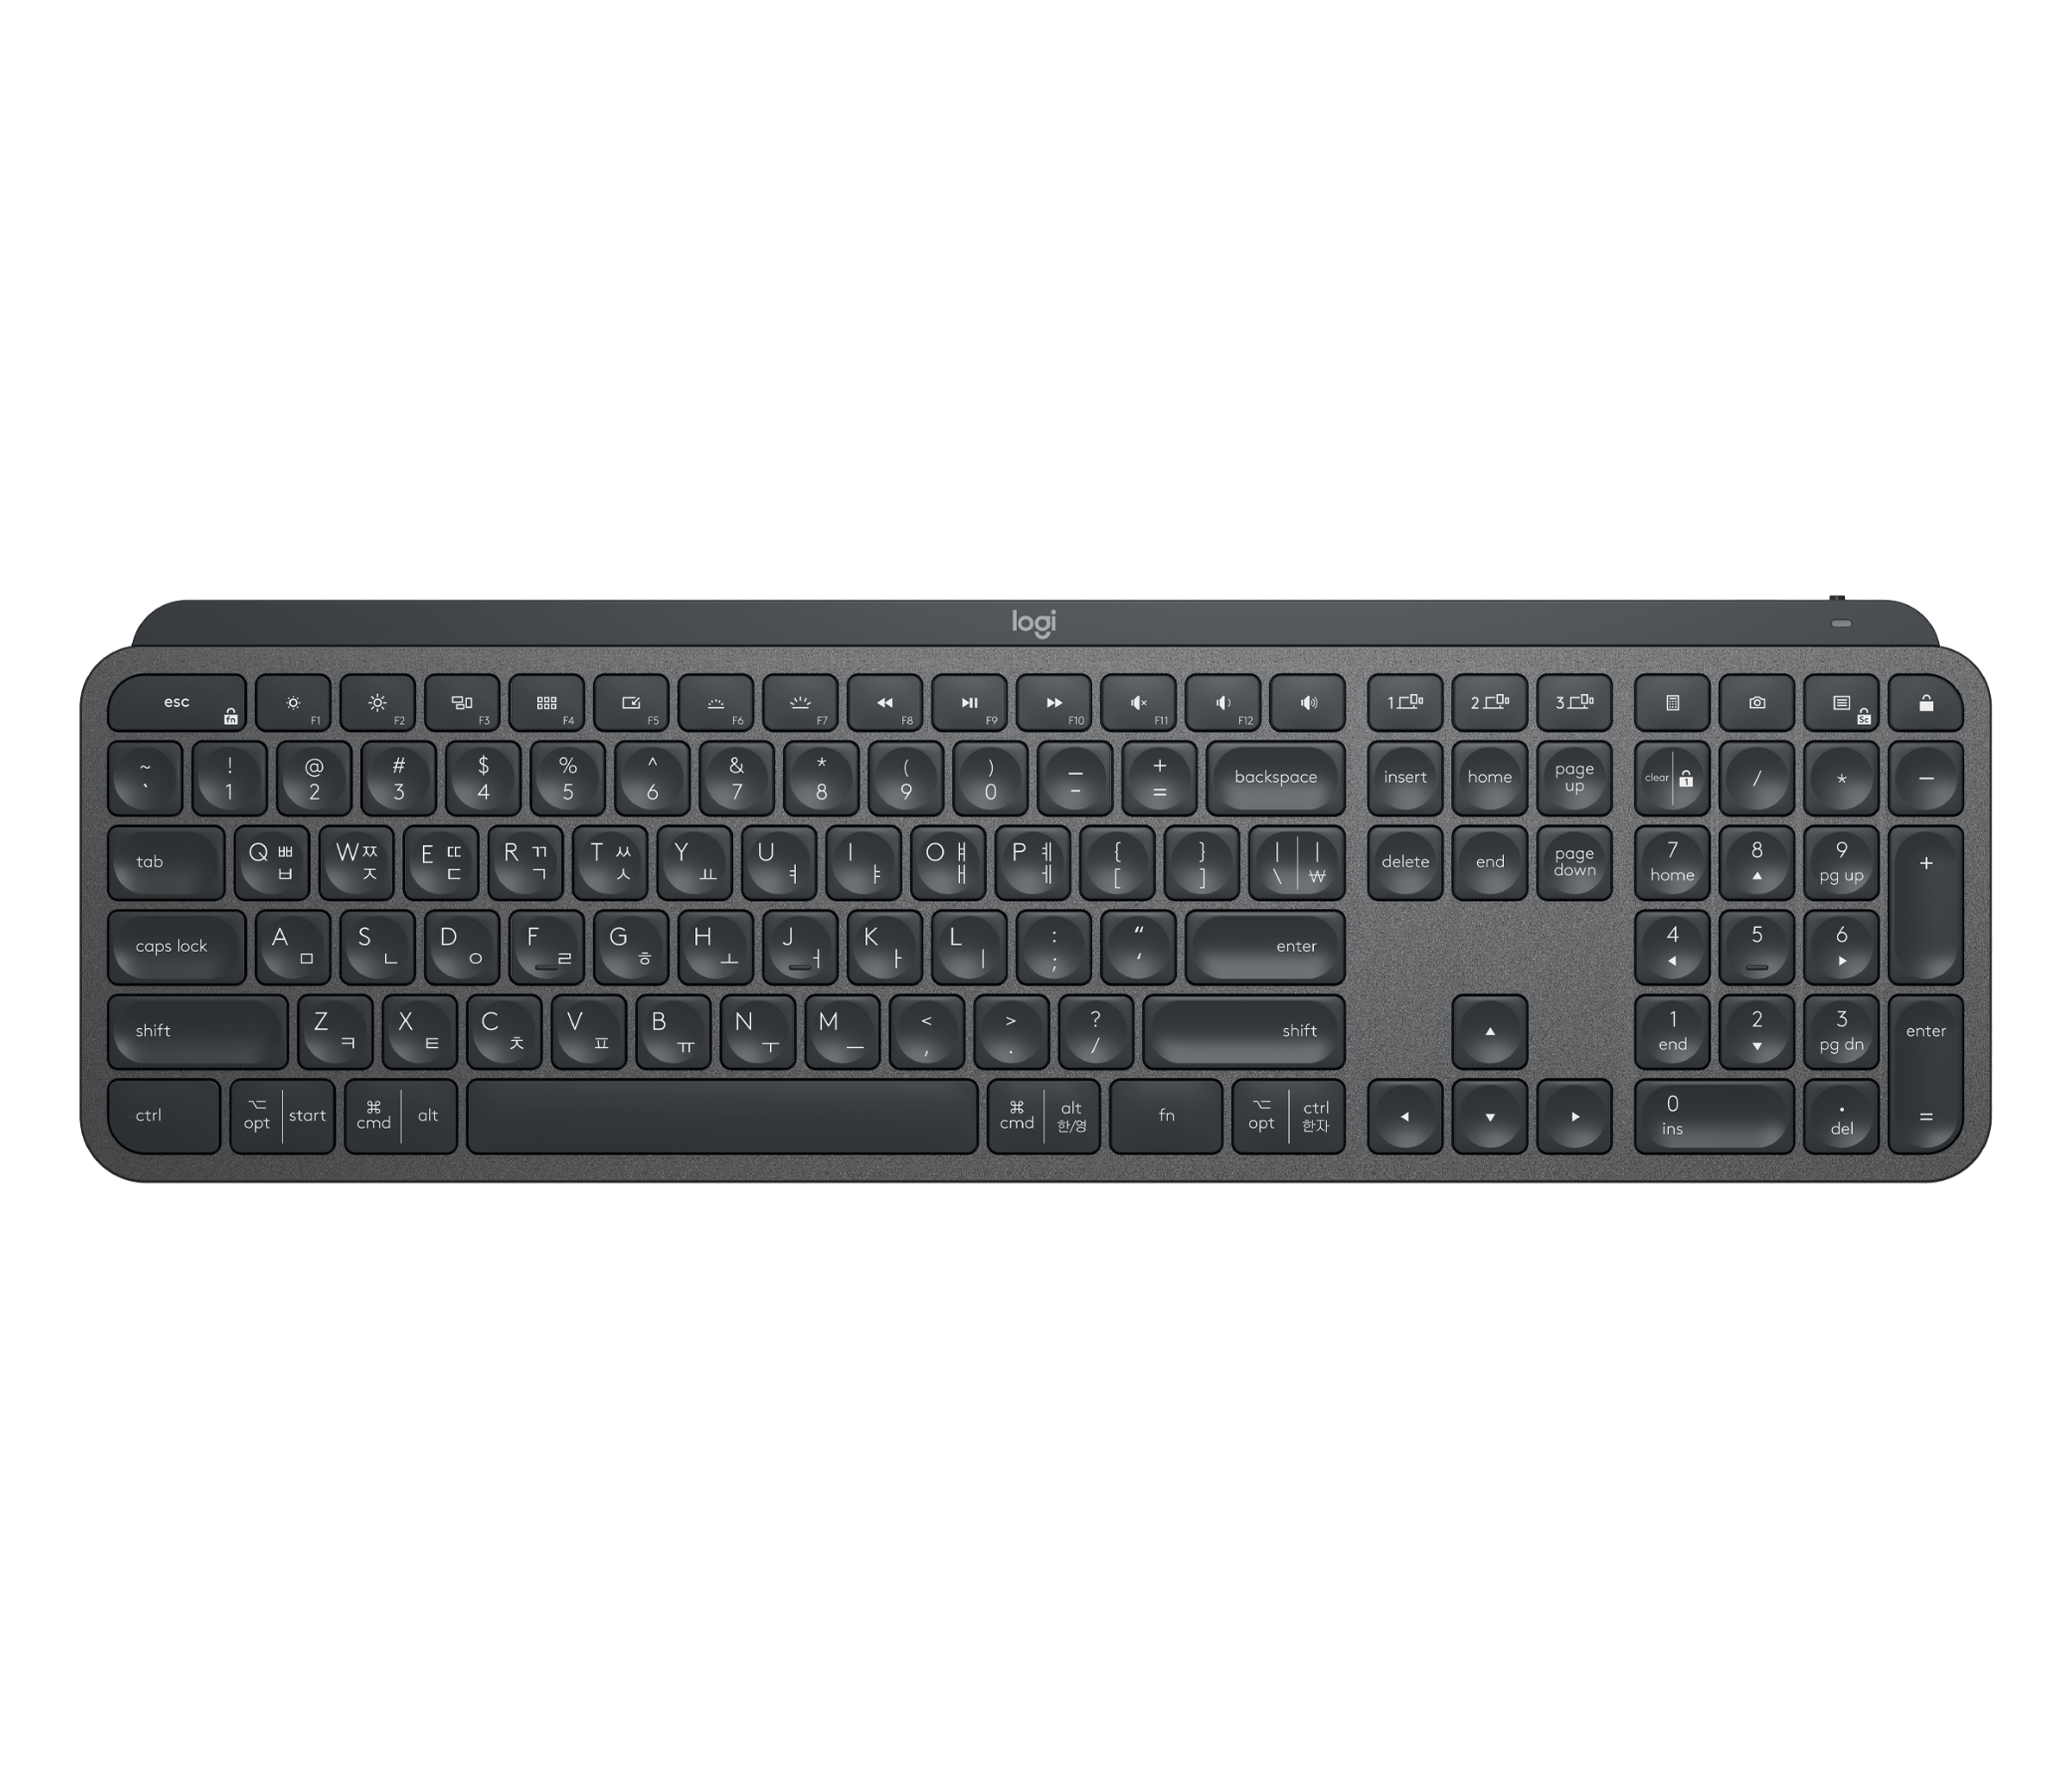 logi
esc fn F1 F2 F3 F4 F5 F6 F7 F8 F9 F10 F11 F12 1 2 3 Sc
~ ` ! 1 @ 2 # 3 $ 4 % 5 ^ 6 & 7 * 8 ( 9 ) 0 _ - + = backspace insert home page up clear 1 / * -
tab Q ㅃ ㅂ W ㅉ ㅈ E ㄸ ㄷ R ㄲ ㄱ T ㅆ ㅅ Y ㅛ U ㅕ I ㅑ O ㅒ ㅐ P ㅖ ㅔ { [ } ] | \ | ₩ delete end page down 7 home 8 9 pg up +
caps lock A ㅁ S ㄴ D ㅇ F ㄹ G ㅎ H ㅗ J ㅓ K ㅏ L ㅣ : ; “ ‘ enter 4 5 6
shift Z ㅋ X ㅌ C ㅊ V ㅍ B ㅠ N ㅜ M ㅡ < , > . ? / shift 1 end 2 3 pg dn enter
ctrl ⌥ opt start ⌘ cmd alt ⌘ cmd alt 한/영 fn ⌥ opt ctrl 한자 0 ins . del =